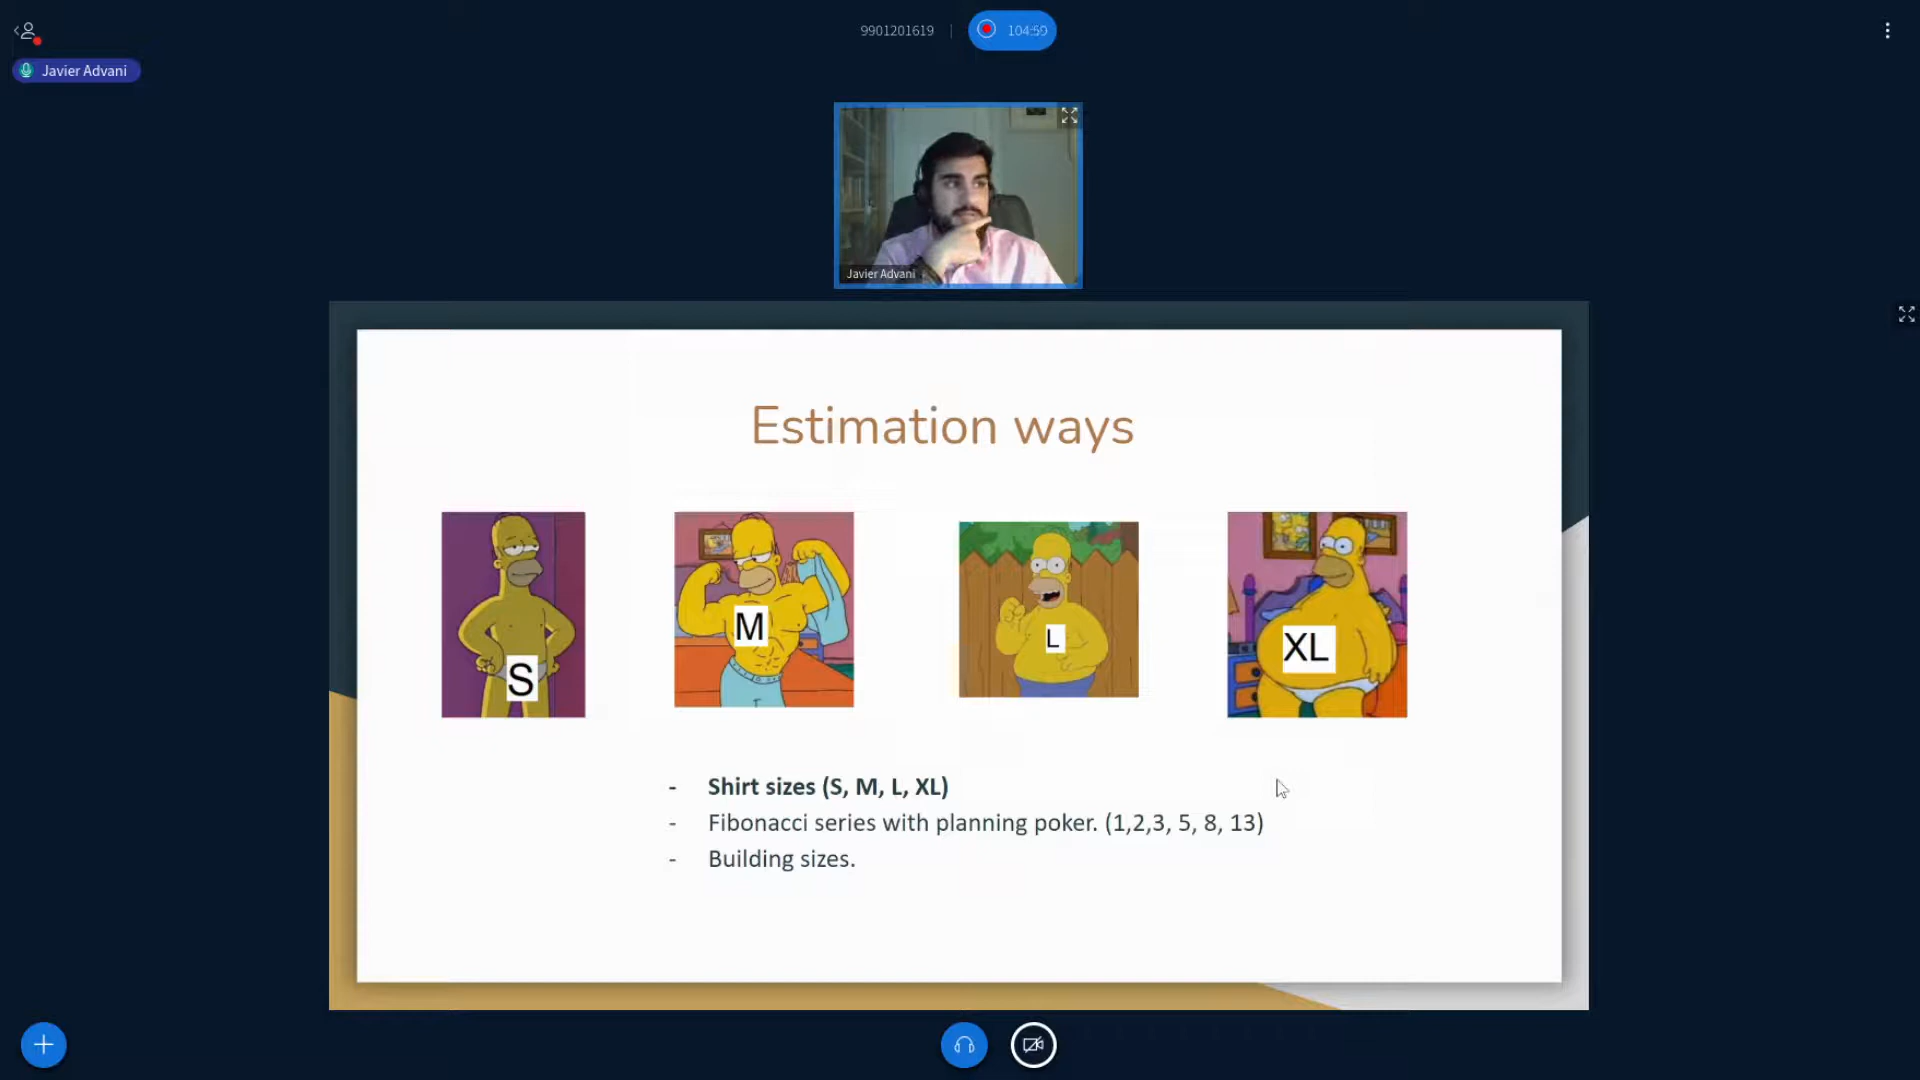 9901201619
104:50
Javier Advani
Javier Advani
Estimation ways
S
M
L
XL
- Shirt sizes (S, M, L, XL)
- Fibonacci series with planning poker. (1,2,3, 5, 8, 13)
- Building sizes.